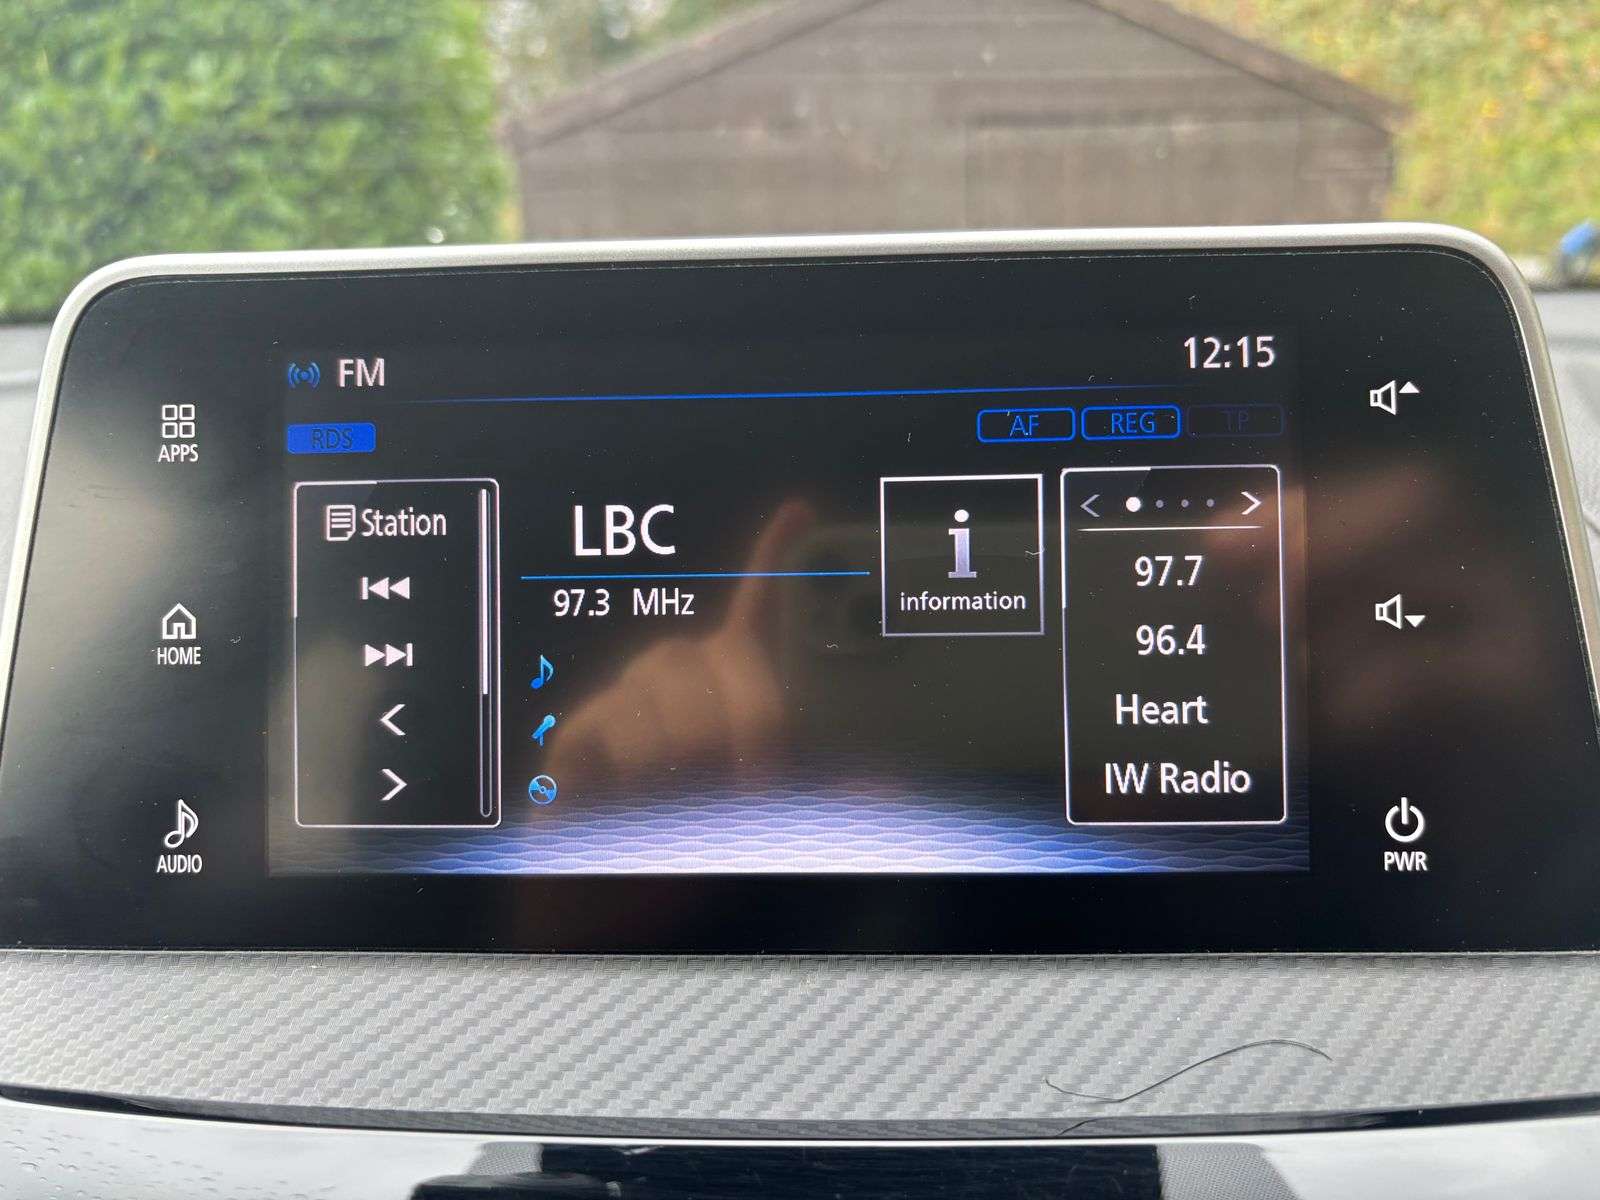 FM
12:15
RDS
AF REG TP
APPS
Station
LBC
97.3 MHz
information
97.7
96.4
Heart
IW Radio
HOME
AUDIO
PWR